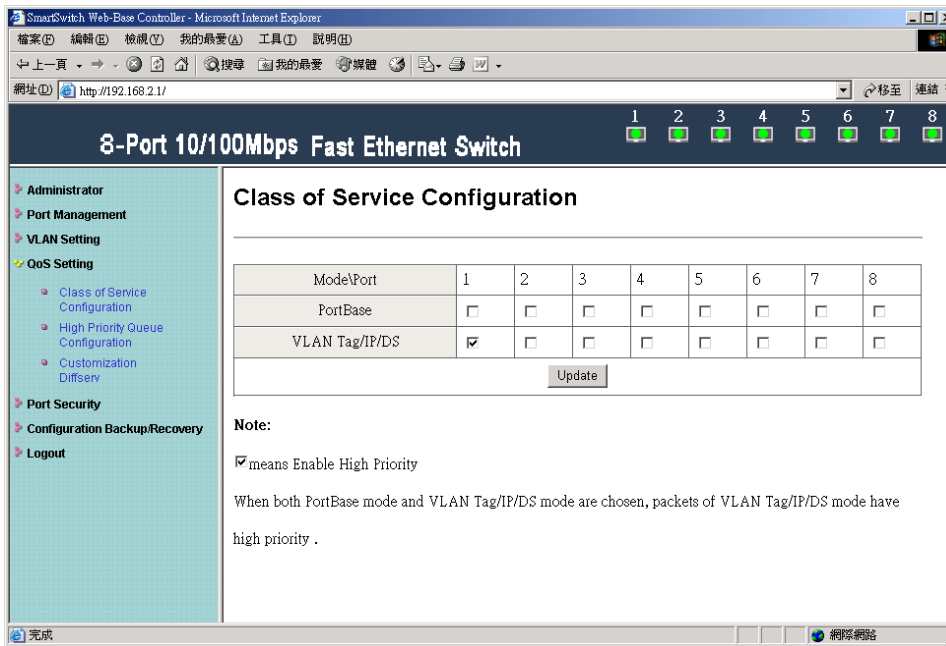 SmartSwitch Web-Base Controller - Microsoft Internet Explorer
檔案(F) 編輯(E) 檢視(V) 我的最愛(A) 工具(T) 說明(H)
上一頁 搜尋 我的最愛 媒體
網址(D) http://192.168.2.1/ 移至 連結
1 2 3 4 5 6 7 8
8-Port 10/100Mbps Fast Ethernet Switch
Administrator
Port Management
VLAN Setting
QoS Setting
Class of Service
Configuration
High Priority Queue
Configuration
Customization
Diffserv
Port Security
Configuration Backup/Recovery
Logout
Class of Service Configuration
Mode\Port 1 2 3 4 5 6 7 8
PortBase
VLAN Tag/IP/DS
Update
Note:
means Enable High Priority
When both PortBase mode and VLAN Tag/IP/DS mode are chosen, packets of VLAN Tag/IP/DS mode have
high priority .
完成 網際網路